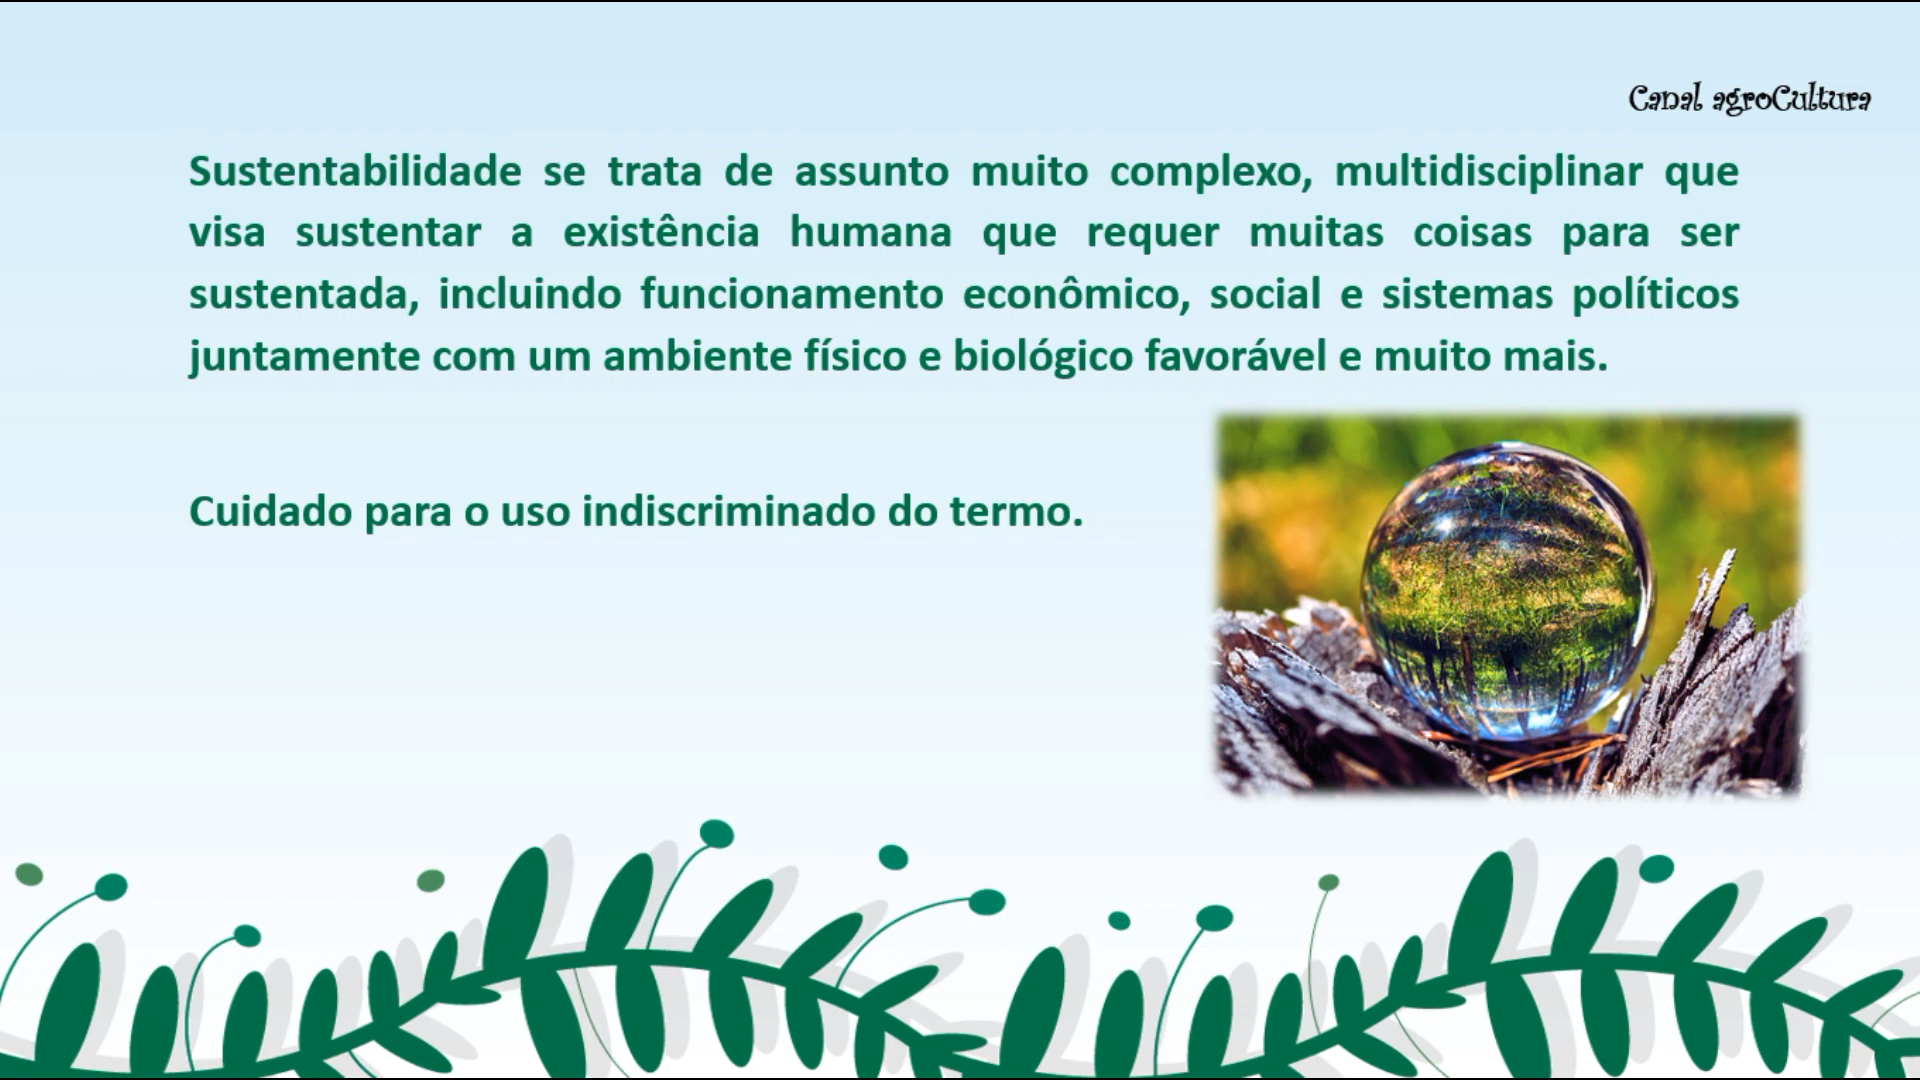 Canal agroCultura
Sustentabilidade se trata de assunto muito complexo, multidisciplinar que
visa sustentar a existência humana que requer muitas coisas para ser
sustentada, incluindo funcionamento econômico, social e sistemas políticos
juntamente com um ambiente físico e biológico favorável e muito mais.
Cuidado para o uso indiscriminado do termo.